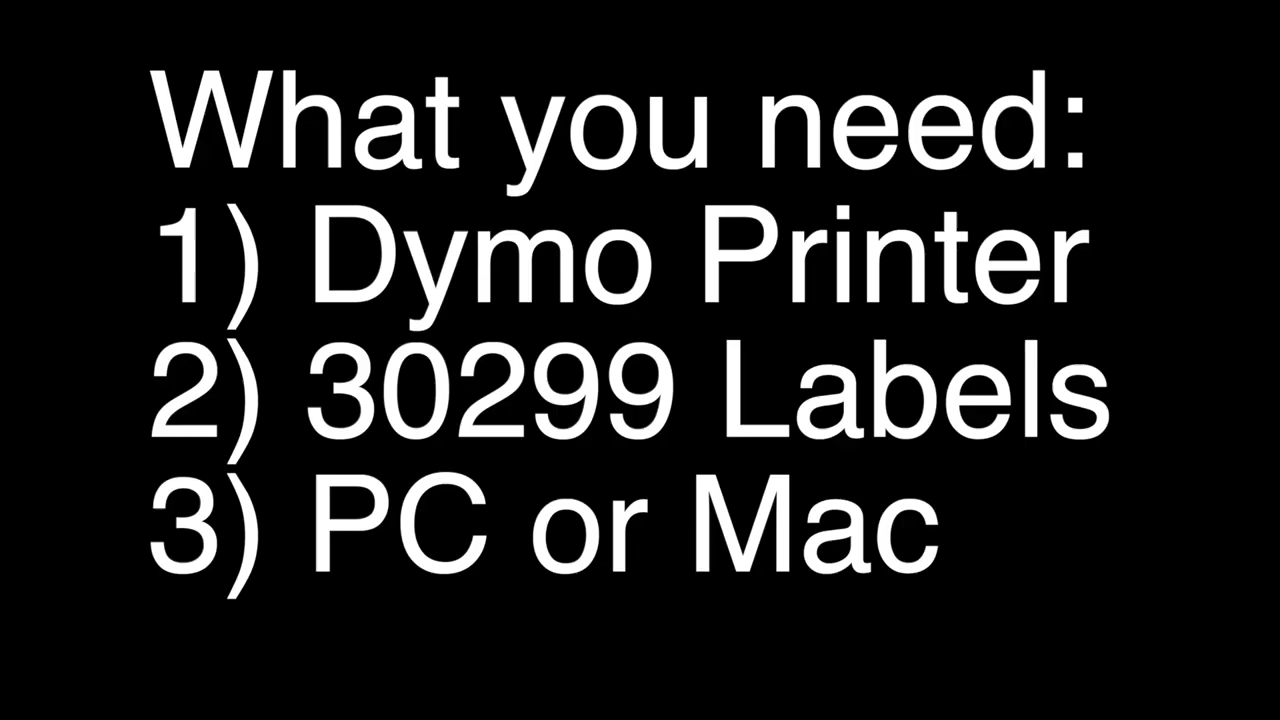 What you need:
1) Dymo Printer
2) 30299 Labels
3) PC or Mac